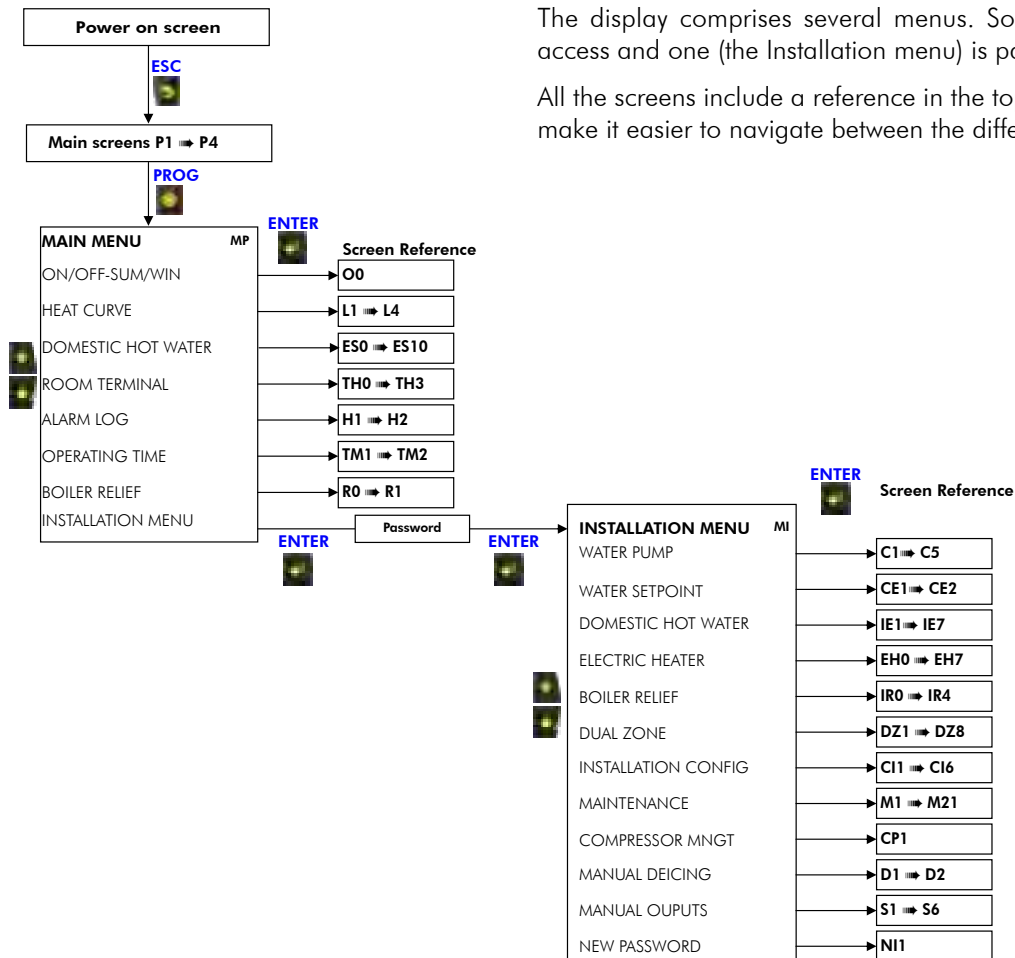 Power on screen
The display comprises several menus. So
access and one (the Installation menu) is
All the screens include a reference in the
make it easier to navigate between the
ESC
Main screens P1 ➠ P4
PROG
ENTER
Screen Reference
MAIN MENU MP
ON/OFF-SUM/WIN O0
HEAT CURVE L1 ➠ L4
DOMESTIC HOT WATER ES0 ➠ ES10
ROOM TERMINAL TH0 ➠ TH3
ALARM LOG H1 ➠ H2
OPERATING TIME TM1 ➠ TM2
BOILER RELIEF R0 ➠ R1
INSTALLATION MENU
ENTER
Password
ENTER
ENTER
Screen Reference
INSTALLATION MENU MI
WATER PUMP C1➠ C5
WATER SETPOINT CE1➠ CE2
DOMESTIC HOT WATER IE1➠ IE7
ELECTRIC HEATER EH0 ➠ EH7
BOILER RELIEF IR0 ➠ IR4
DUAL ZONE DZ1 ➠ DZ8
INSTALLATION CONFIG CI1 ➠ CI6
MAINTENANCE M1 ➠ M21
COMPRESSOR MNGT CP1
MANUAL DEICING D1 ➠ D2
MANUAL OUPUTS S1 ➠ S6
NEW PASSWORD NI1